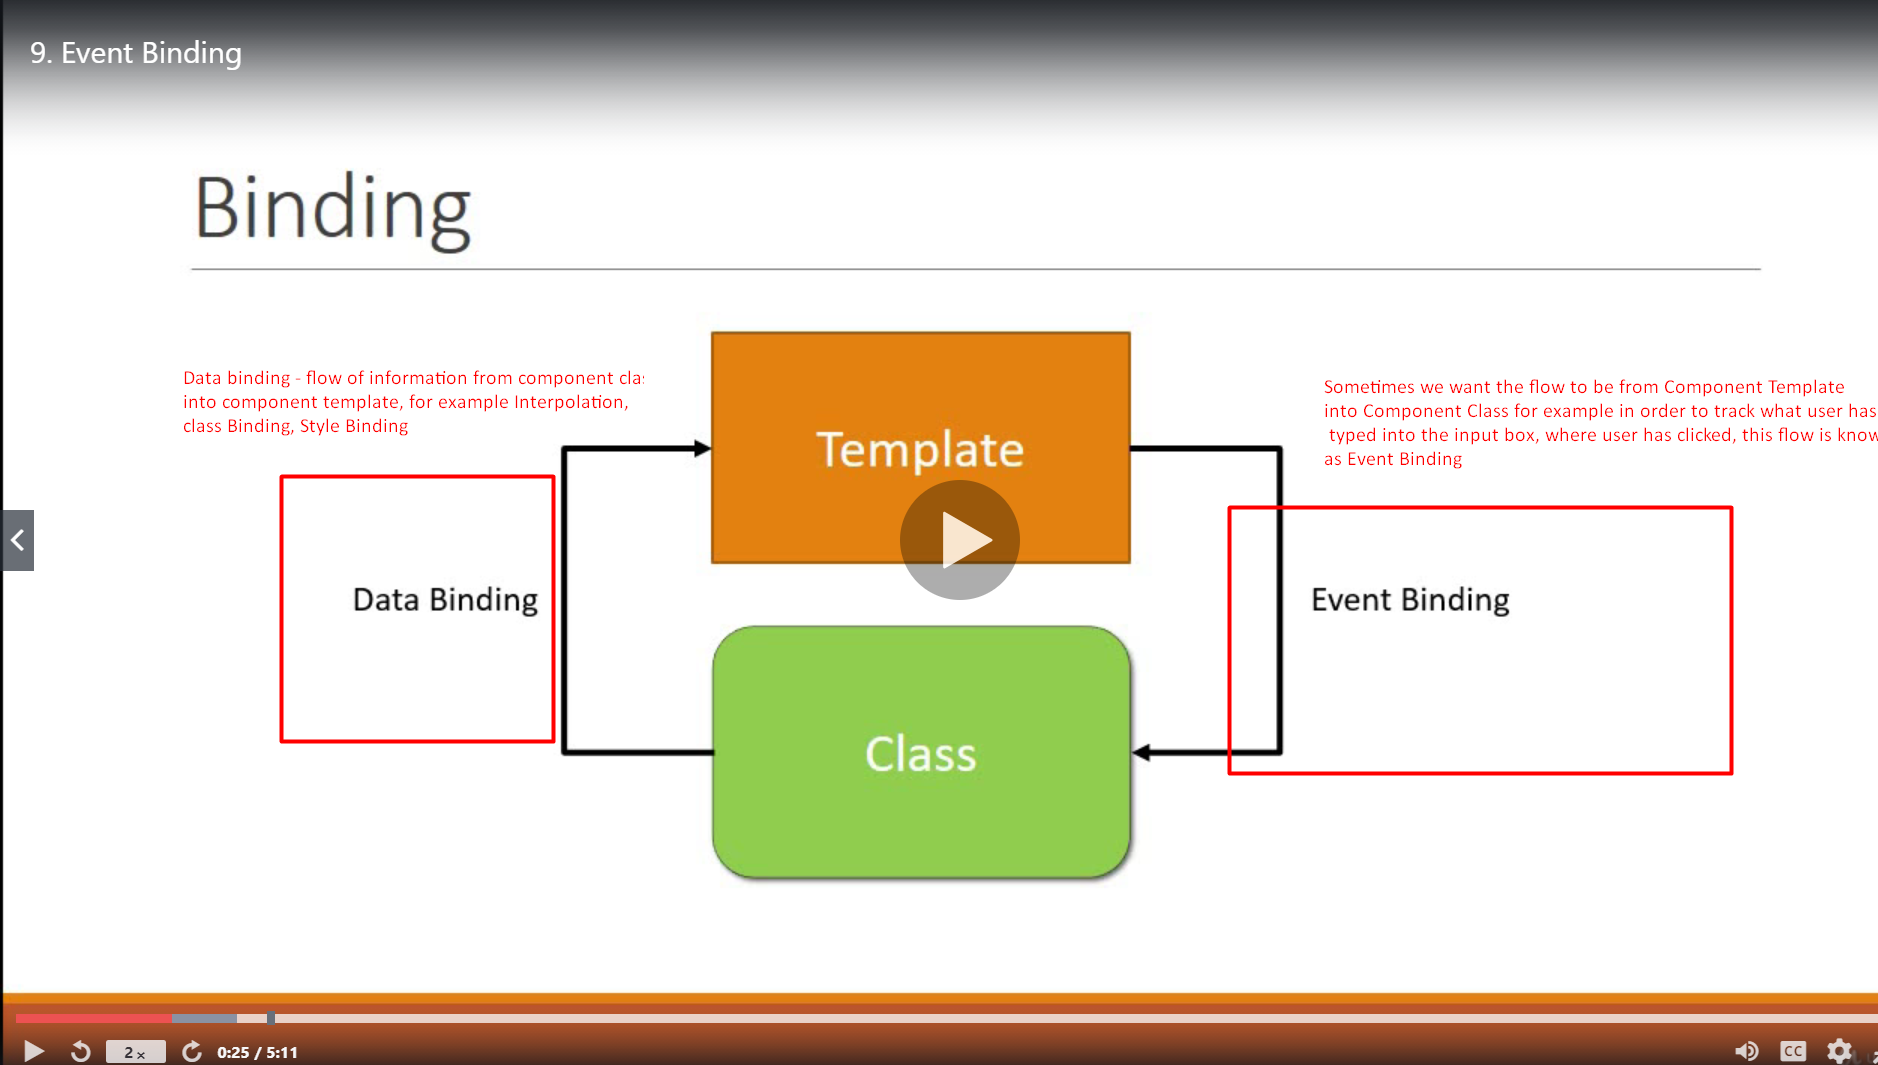 9. Event Binding
Binding
Data binding - flow of information from component cla
into component template, for example Interpolation,
class Binding, Style Binding
Sometimes we want the flow to be from Component Template
into Component Class for example in order to track what user has
typed into the input box, where user has clicked, this flow is know
as Event Binding
Template
Data Binding
Event Binding
Class
2 x
0:25 / 5:11
CC